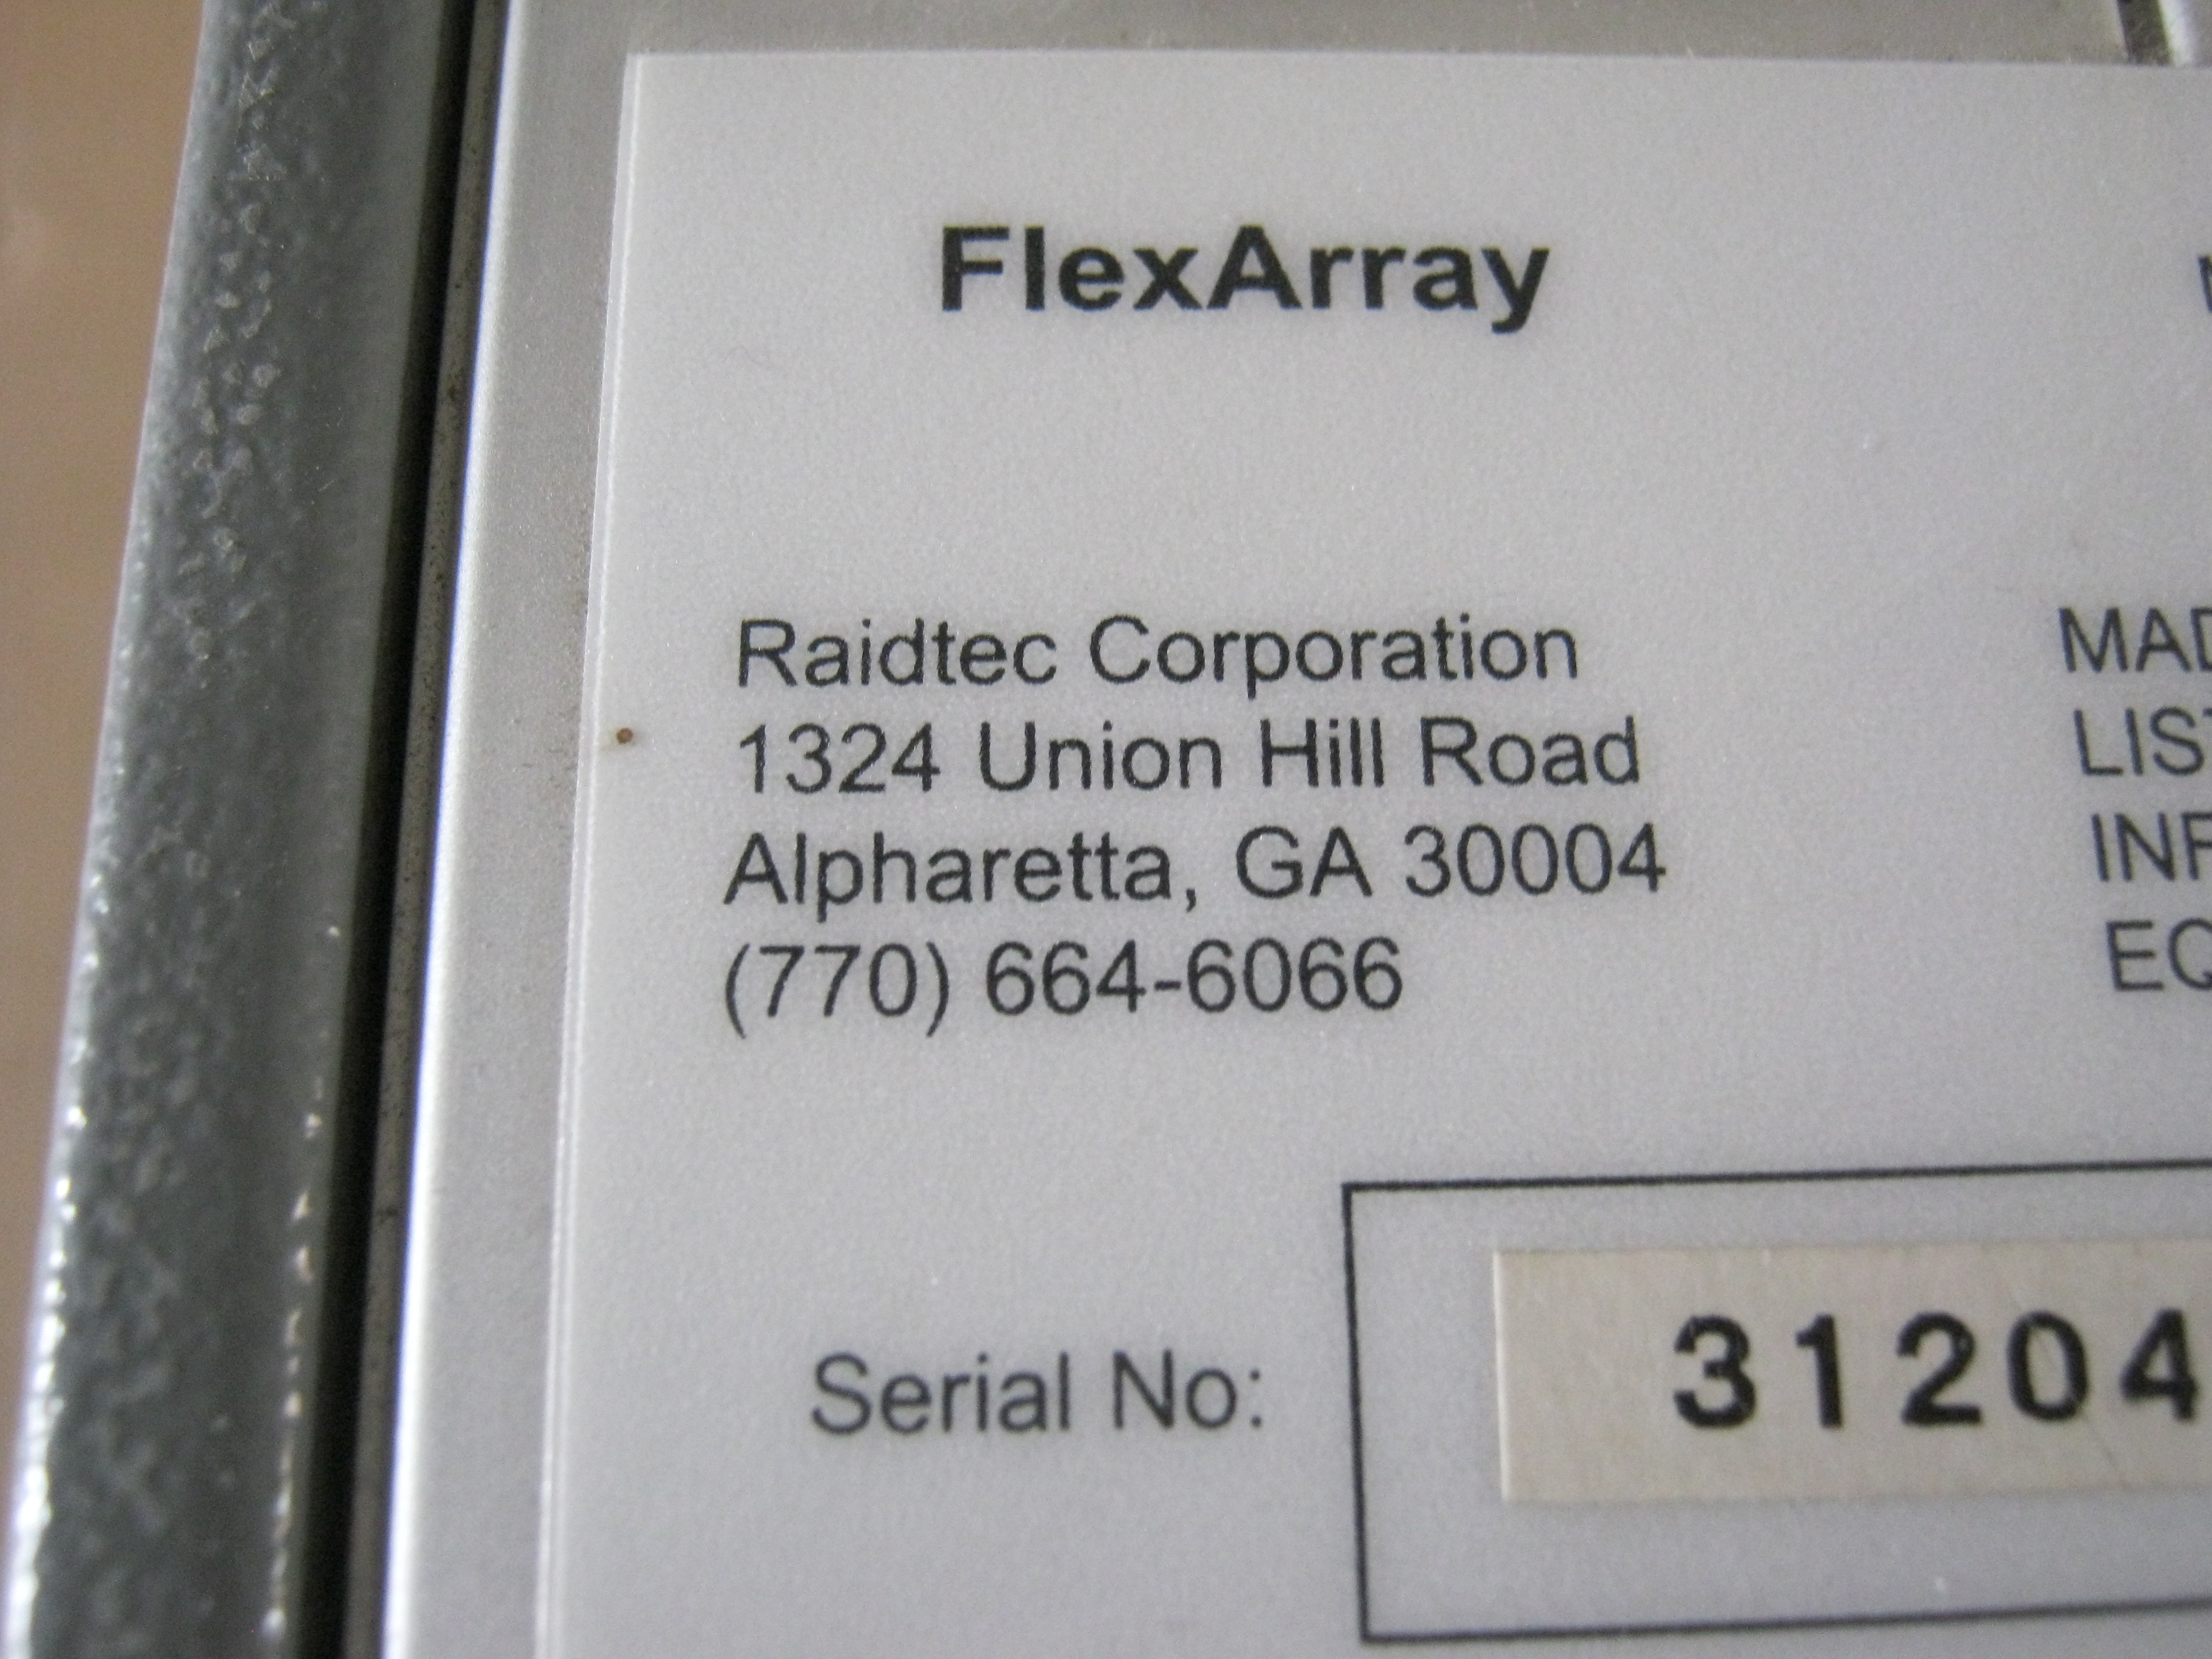 FlexArray
Raidtec Corporation
1324 Union Hill Road
Alpharetta, GA 30004
(770) 664-6066
Serial No:
31204